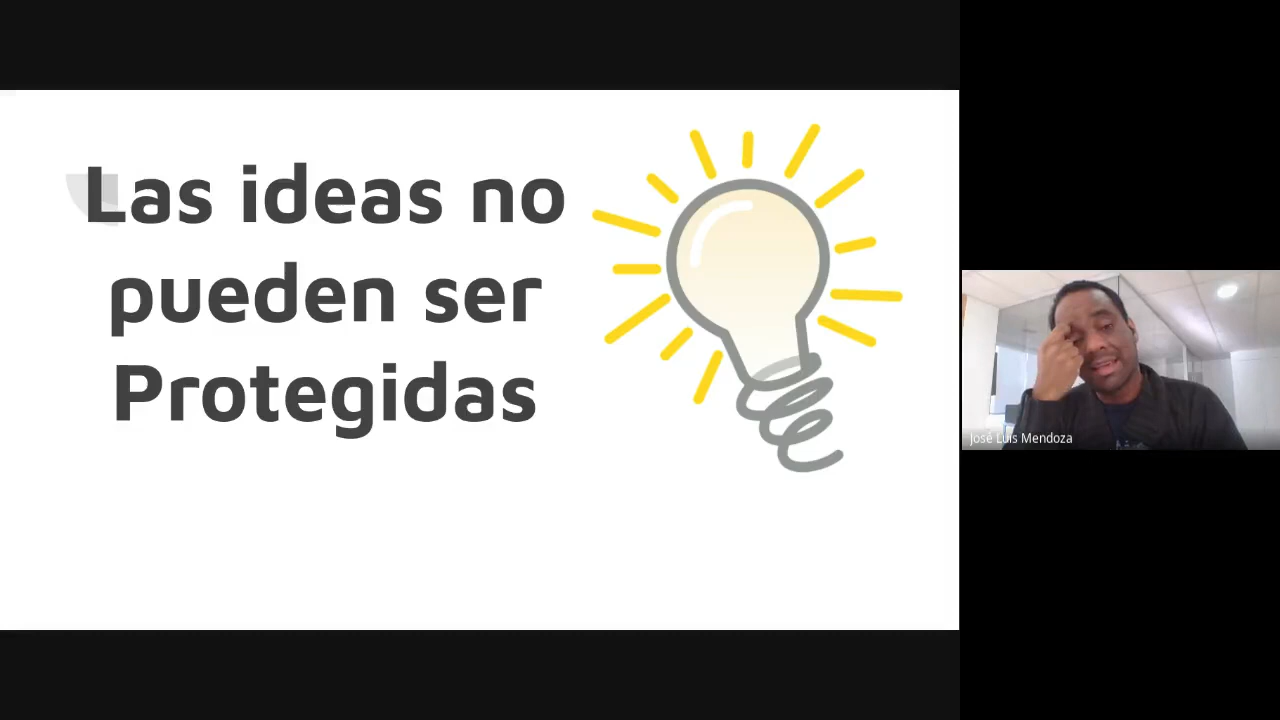 Las ideas no
pueden ser
Protegidas
José Luis Mendoza